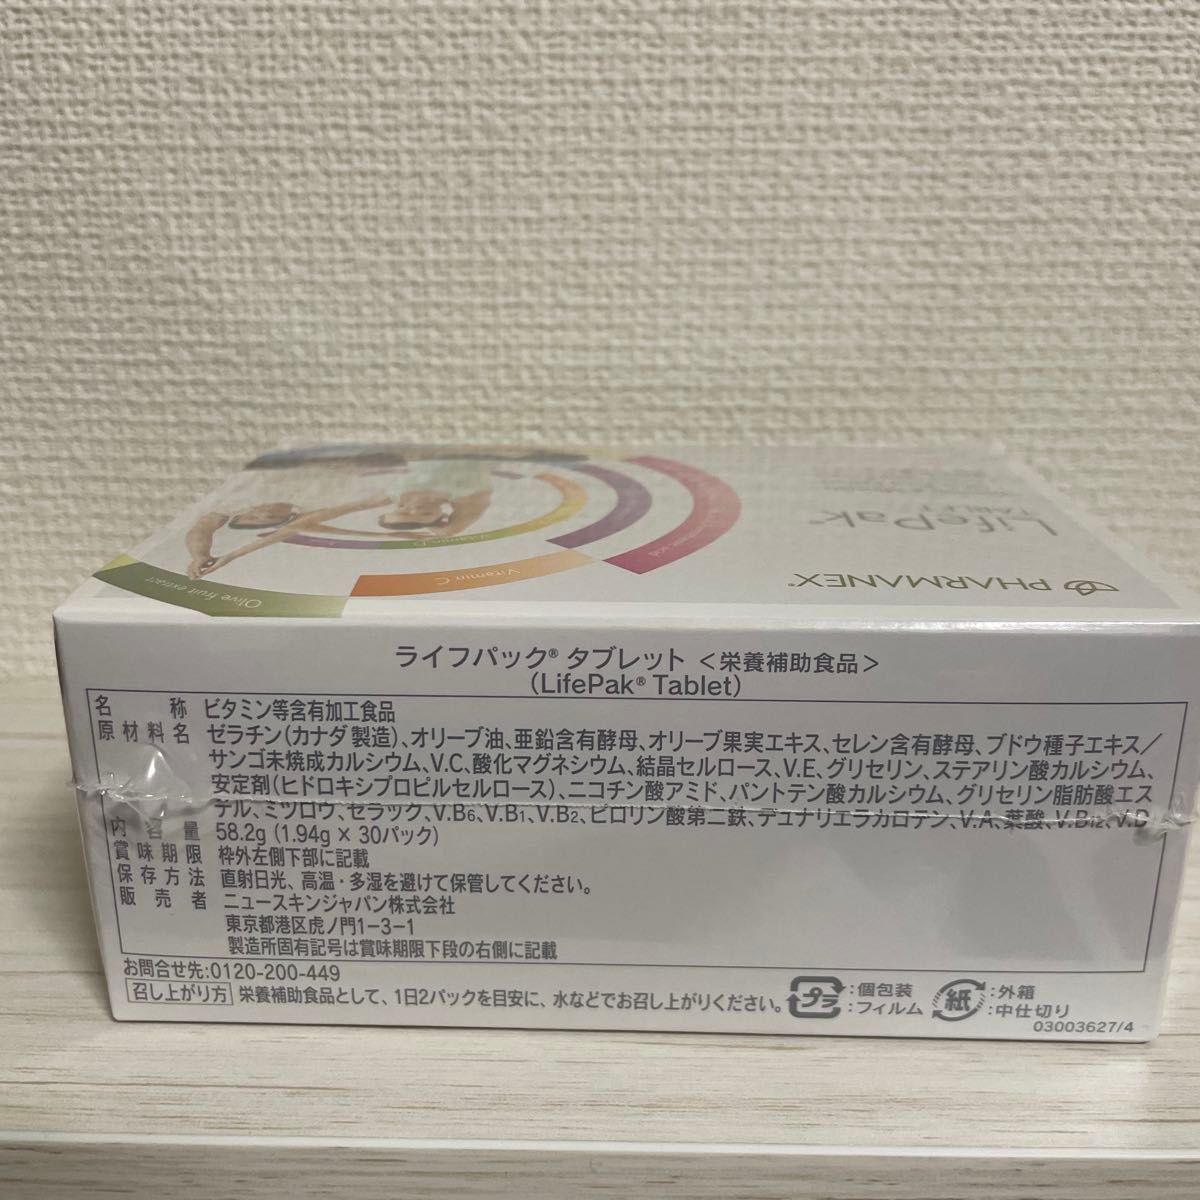 PHARMANEX®
LifePak®
TABLET
Vitamin C
Olive fruit extract
ライフパック® タブレット <栄養補助食品>
(LifePak® Tablet)
名称 ビタミン等含有加工食品
原材料名 ゼラチン(カナダ製造)、オリーブ油、亜鉛含有酵母、オリーブ果実エキス、セレン含有酵母、ブドウ種子エキス/
サンゴ未焼成カルシウム、V.C、酸化マグネシウム、結晶セルロース、V.E、グリセリン、ステアリン酸カルシウム、
安定剤(ヒドロキシプロピルセルロース)、ニコチン酸アミド、パントテン酸カルシウム、グリセリン脂肪酸エス
テル、ミツロウ、セラック、V.B6、V.B1、V.B2、ピロリン酸第二鉄、デュナリエラカロテン、V.A、葉酸、V.B12、V.D
内容量 58.2g (1.94g × 30パック)
賞味期限 枠外左側下部に記載
保存方法 直射日光、高温・多湿を避けて保管してください。
販売者 ニュースキンジャパン株式会社
東京都港区虎ノ門1-3-1
製造所固有記号は賞味期限下段の右側に記載
お問合せ先:0120-200-449
召し上がり方 栄養補助食品として、1日2パックを目安に、水などでお召し上がりください。
プラ :個包装
:フィルム
紙 :外箱
:中仕切り
03003627/4